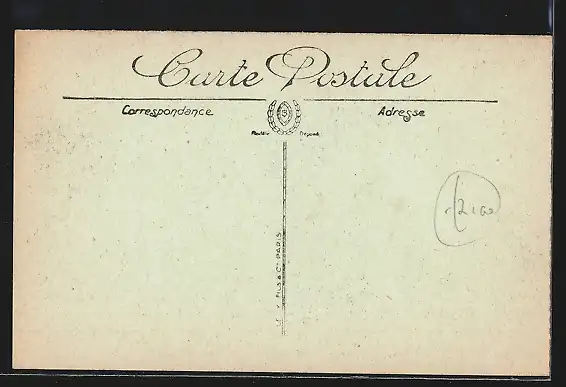 Carte Postale
Correspondance
Adresse
Modèle Déposé
FILS & Cie PARIS